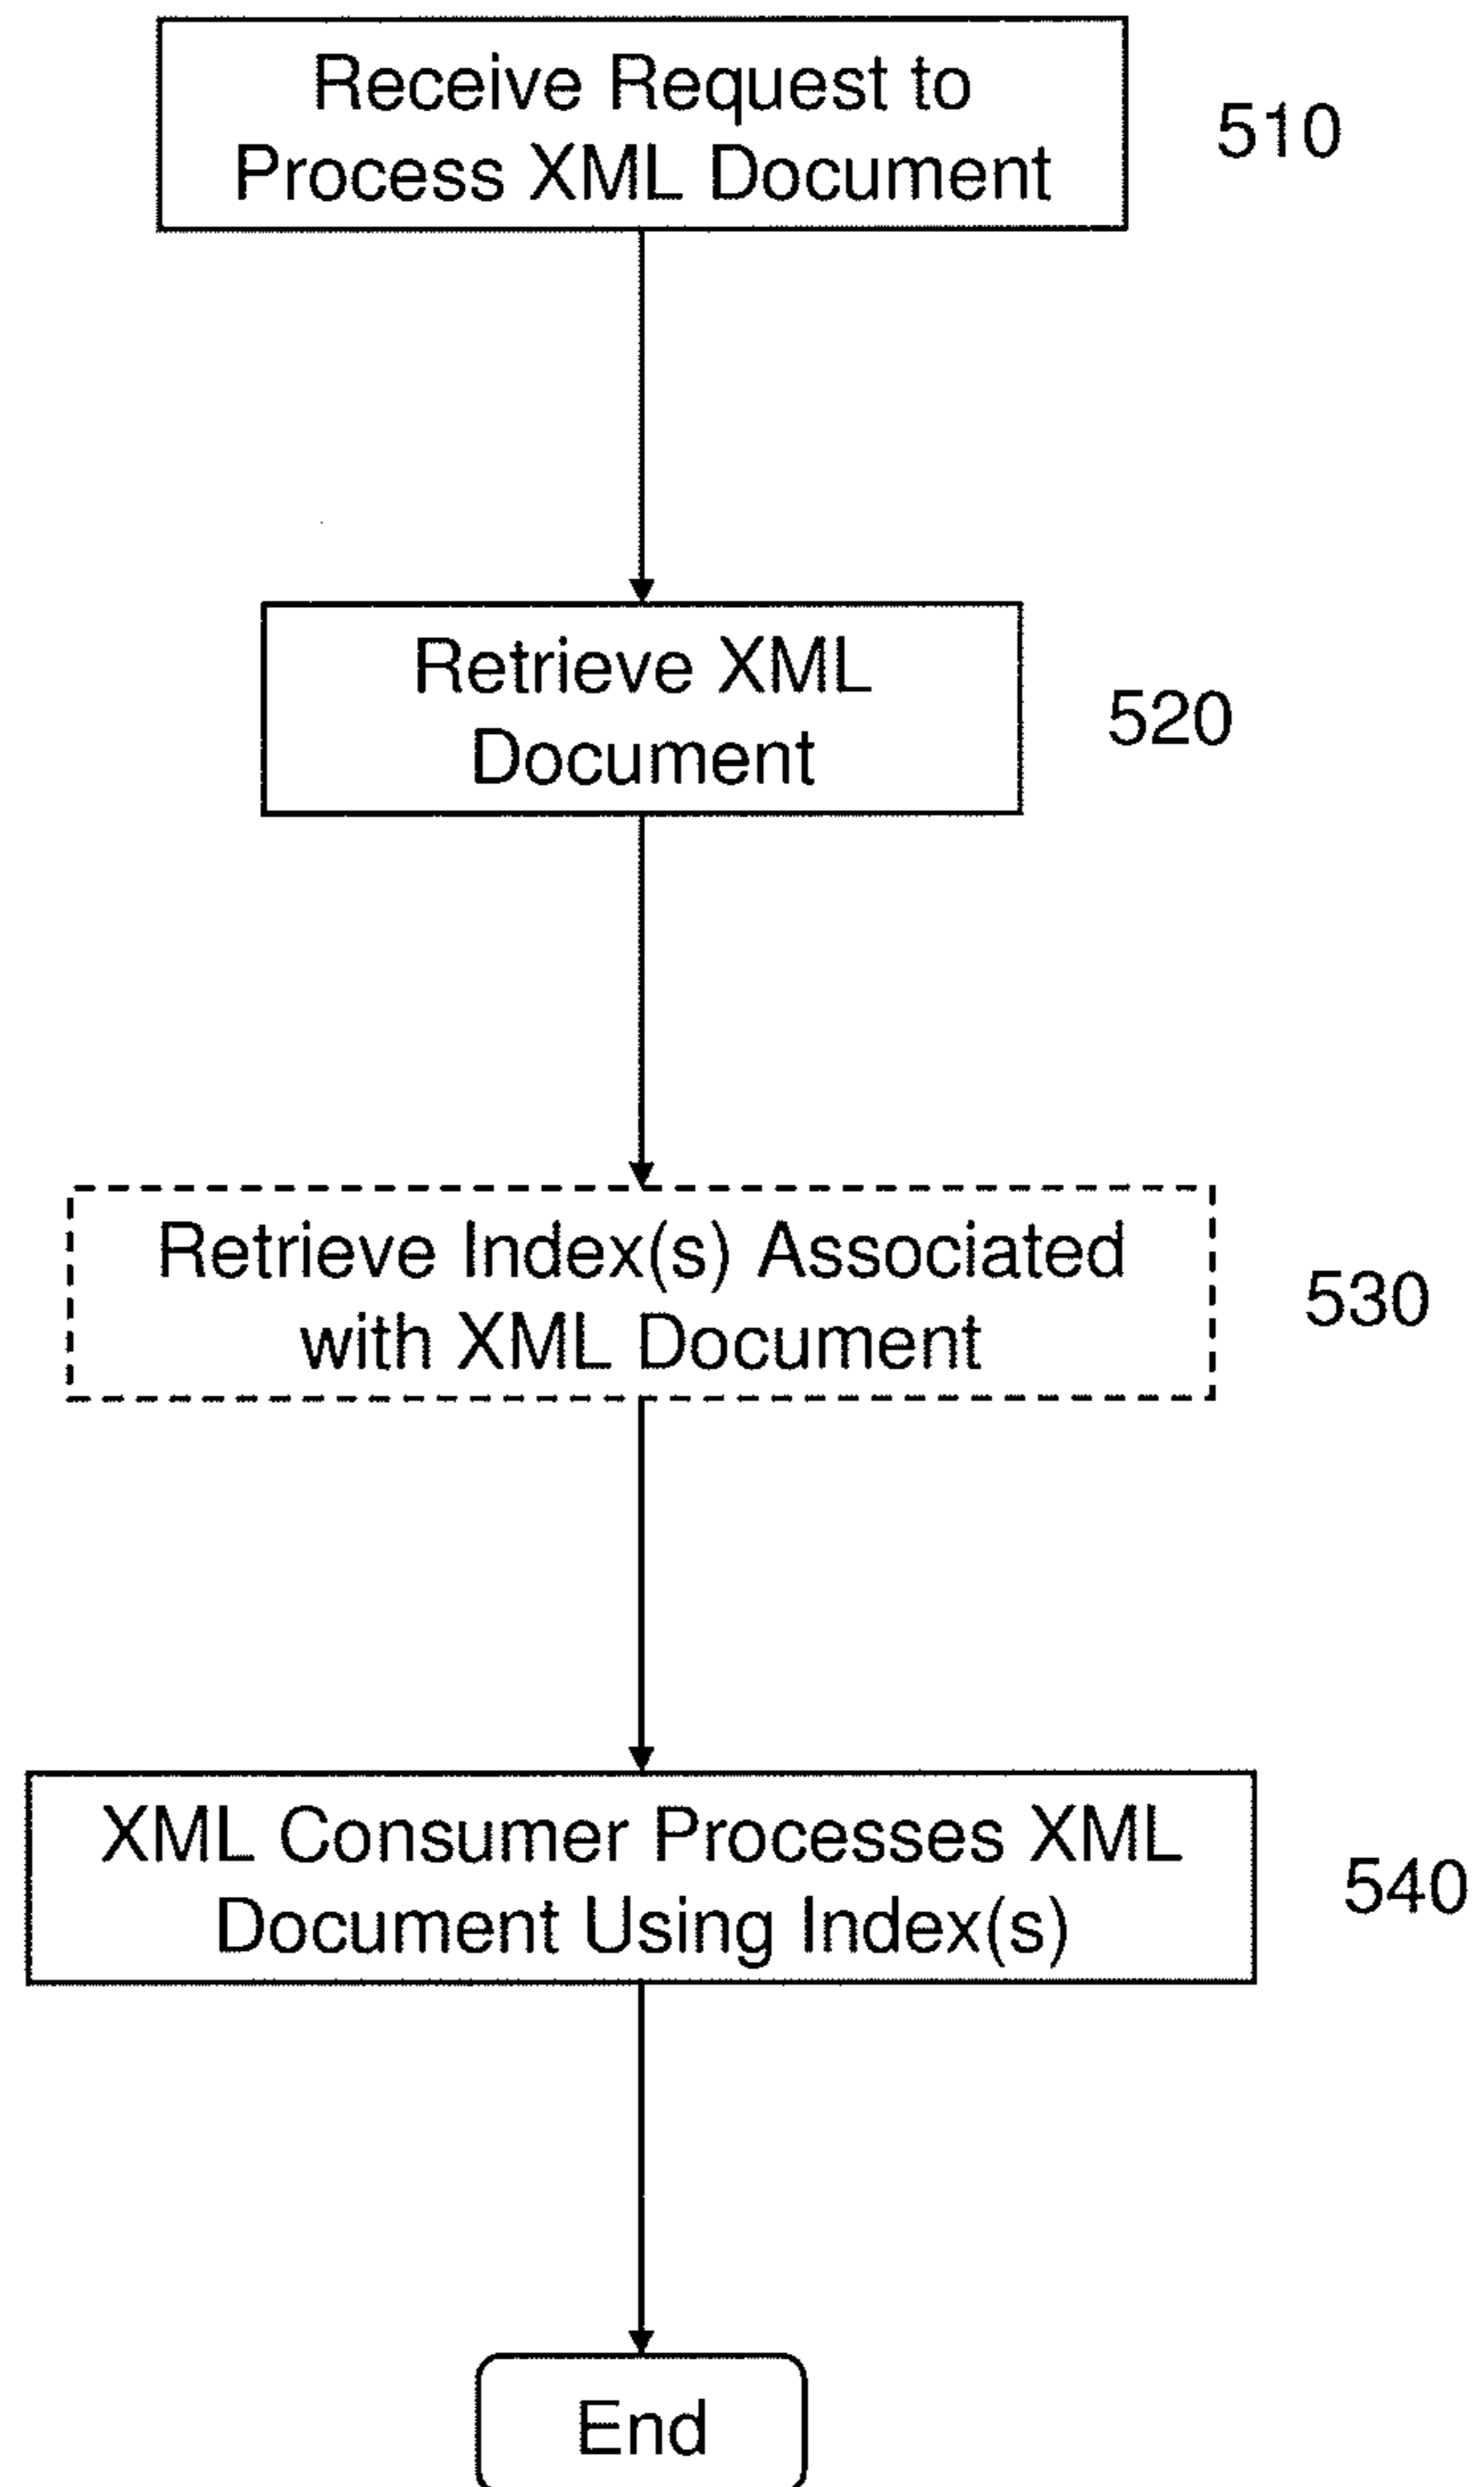 Receive Request to
Process XML Document
510
Retrieve XML
Document
520
Retrieve Index(s) Associated
with XML Document
530
XML Consumer Processes XML
Document Using Index(s)
540
End